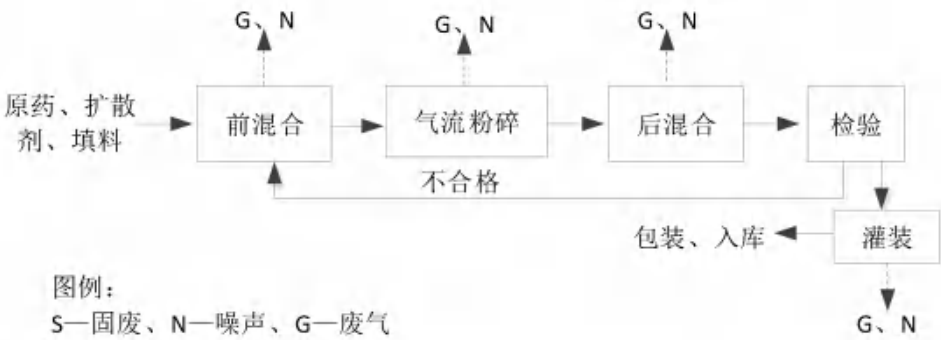 G、N
G、N
G、N
原药、扩散
剂、填料
前混合
气流粉碎
后混合
检验
不合格
包装、入库
灌装
图例：
S—固废、N—噪声、G—废气
G、N